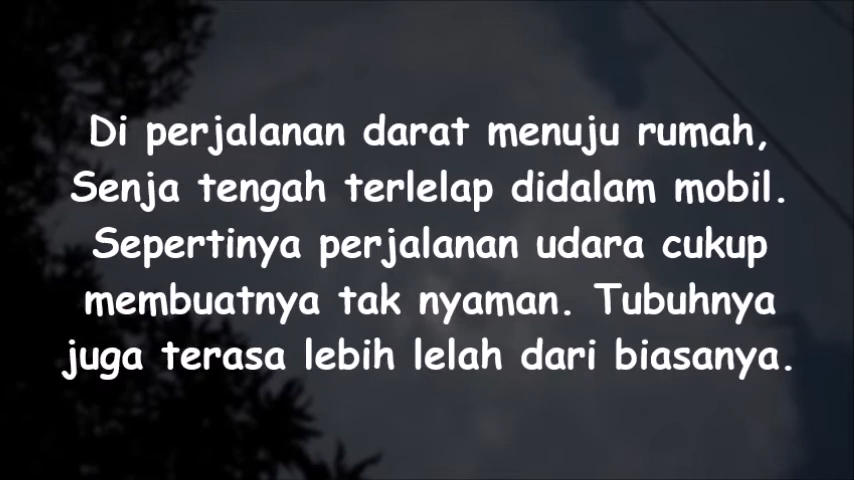 Di perjalanan darat menuju rumah,
Senja tengah terlelap didalam mobil.
Sepertinya perjalanan udara cukup
membuatnya tak nyaman. Tubuhnya
juga terasa lebih lelah dari biasanya.